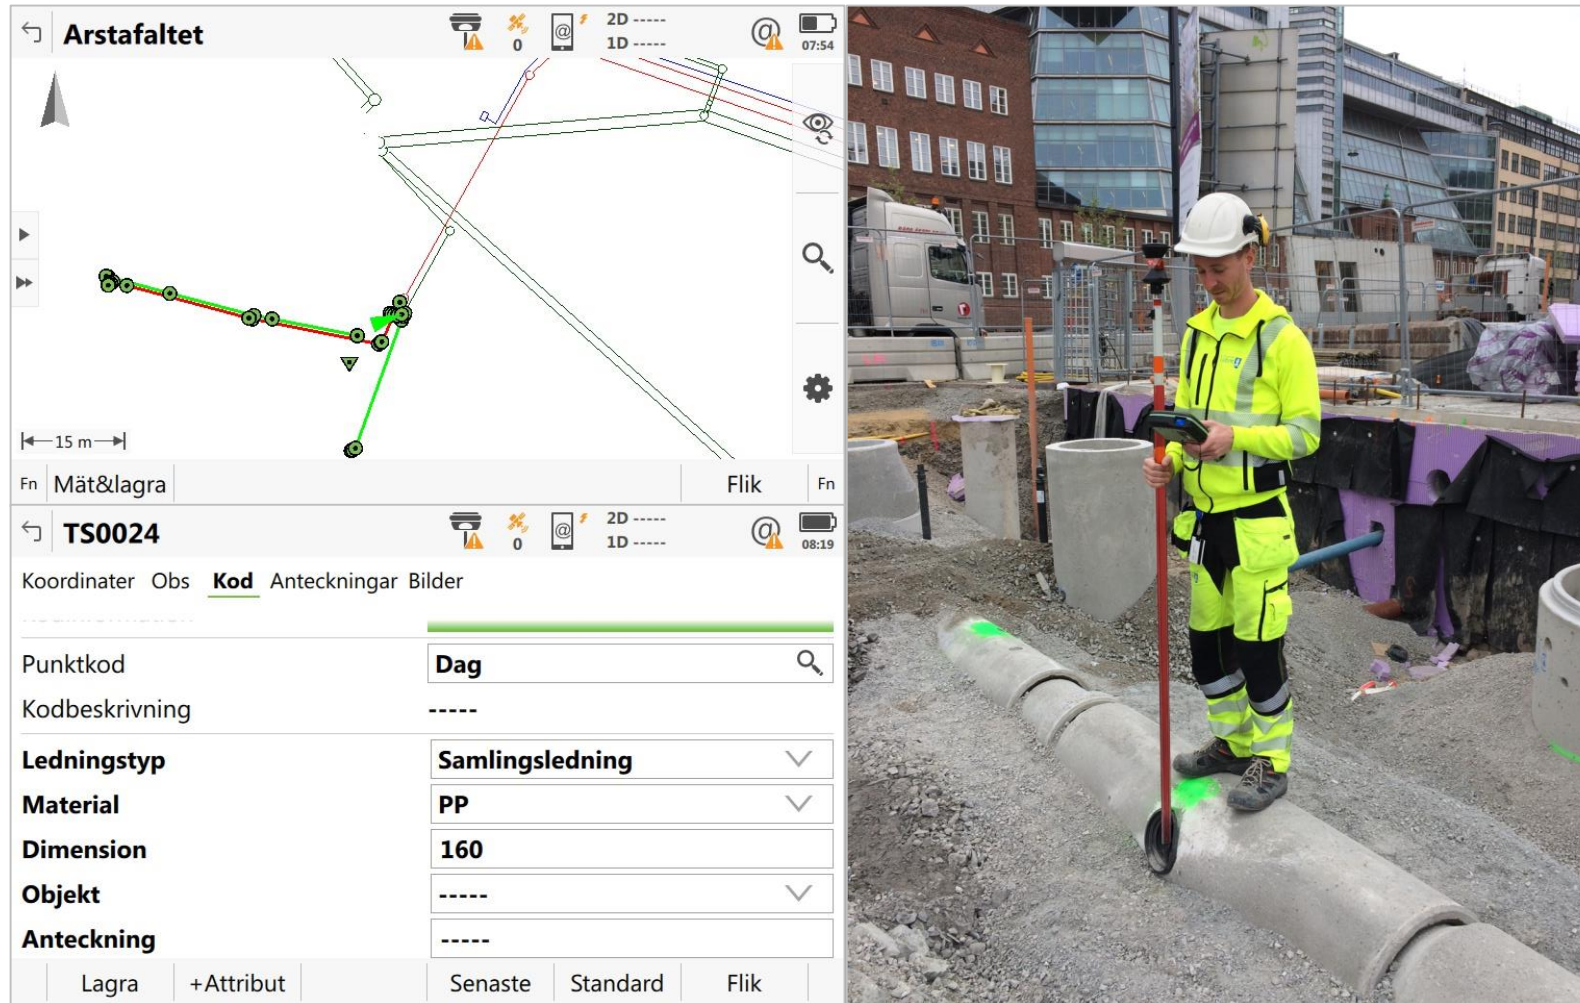 Arstafaltet
0
@
2D -----
1D -----
@
07:54
15 m
Fn Mät&lagra Flik Fn
TS0024
0
@
2D -----
1D -----
@
08:19
Koordinater Obs Kod Anteckningar Bilder
Punktkod Dag
Kodbeskrivning -----
Ledningstyp Samlingsledning
Material PP
Dimension 160
Objekt -----
Anteckning -----
Lagra +Attribut Senaste Standard Flik